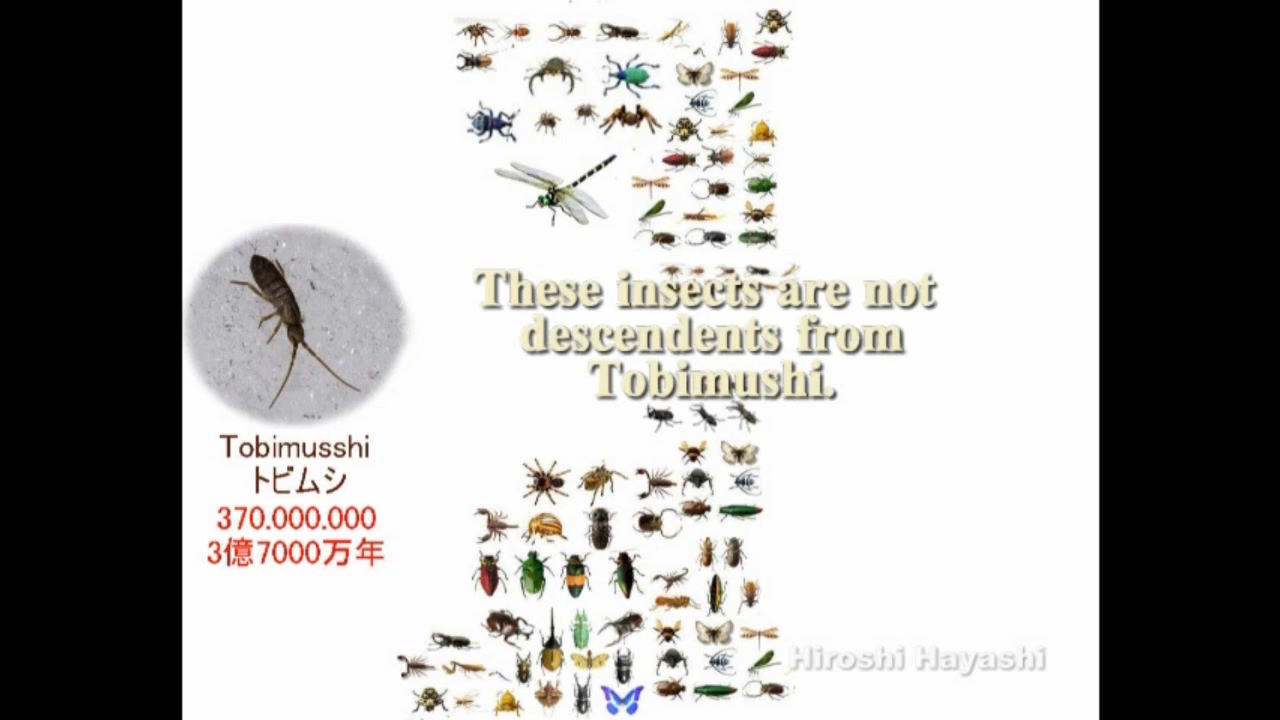 These insects are not
descendents from
Tobimushi.
Tobimusshi
トビムシ
370.000.000
3億7000万年
Hiroshi Hayashi